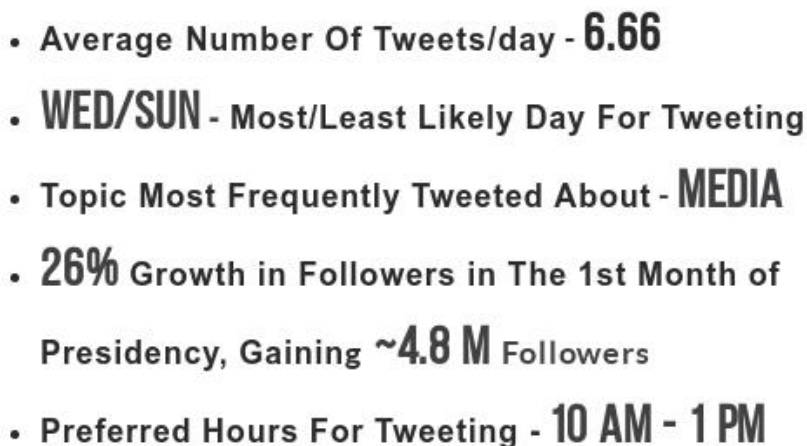 • Average Number Of Tweets/day - 6.66
• WED/SUN - Most/Least Likely Day For Tweeting
• Topic Most Frequently Tweeted About - MEDIA
• 26% Growth in Followers in The 1st Month of
Presidency, Gaining ~4.8 M Followers
• Preferred Hours For Tweeting - 10 AM - 1 PM